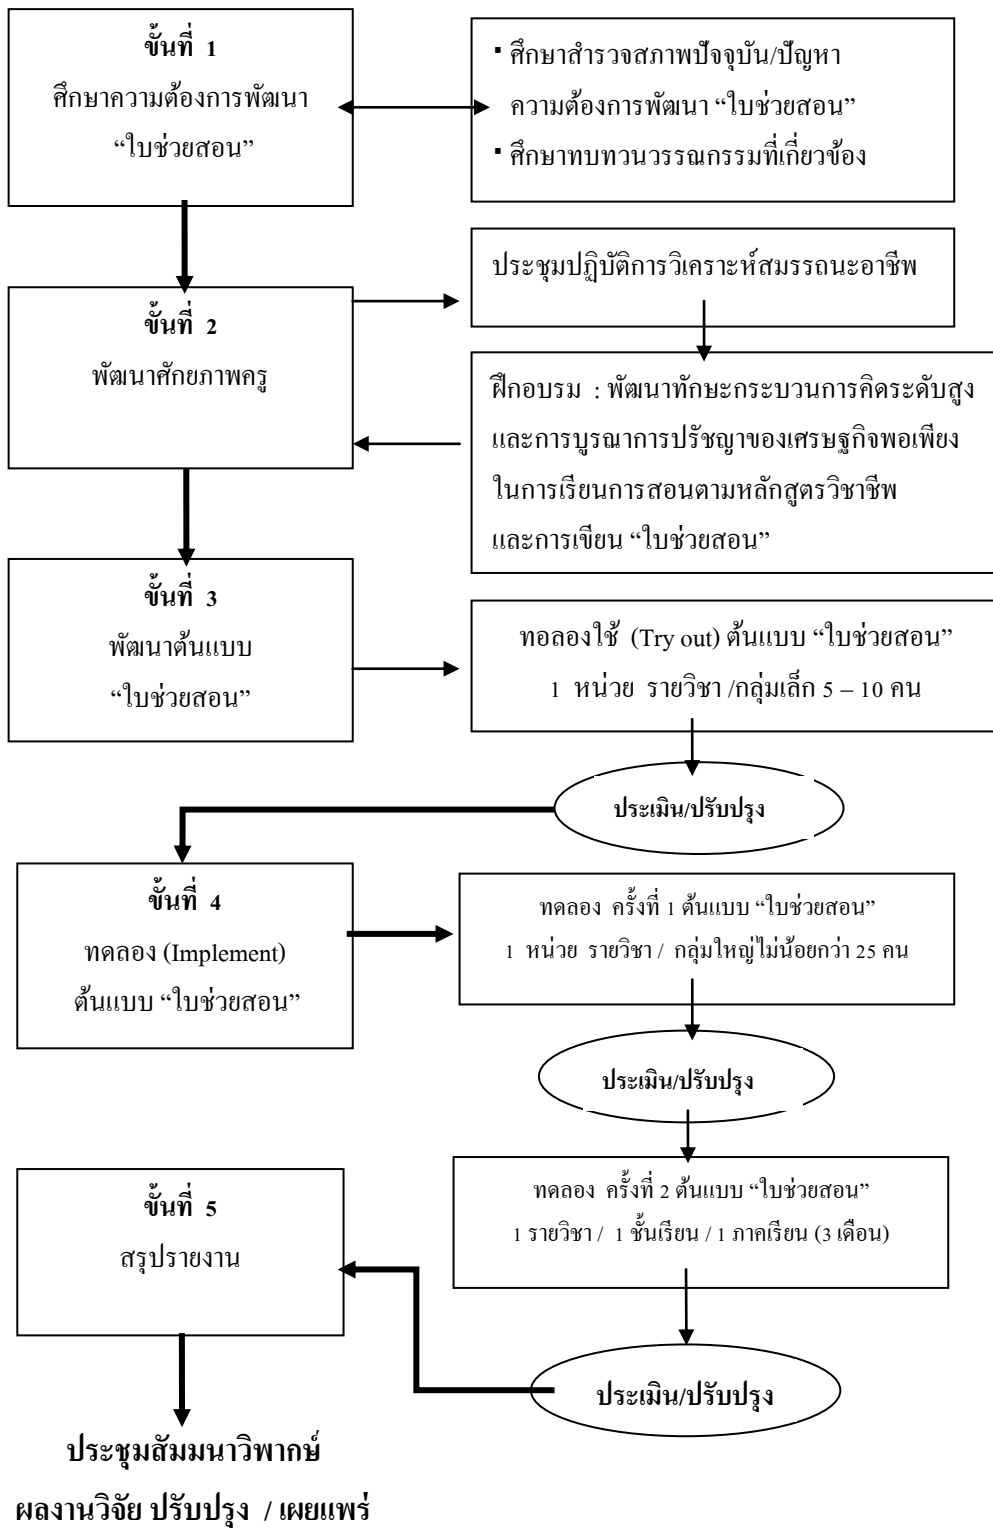 ขั้นที่ 1
ศึกษาความต้องการพัฒนา
“ใบช่วยสอน”
▪ ศึกษาสำรวจสภาพปัจจุบัน/ปัญหา
ความต้องการพัฒนา “ใบช่วยสอน”
▪ ศึกษาทบทวนวรรณกรรมที่เกี่ยวข้อง
ขั้นที่ 2
พัฒนาศักยภาพครู
ประชุมปฏิบัติการวิเคราะห์สมรรถนะอาชีพ
ฝึกอบรม : พัฒนาทักษะกระบวนการคิดระดับสูง
และการบูรณาการปรัชญาของเศรษฐกิจพอเพียง
ในการเรียนการสอนตามหลักสูตรวิชาชีพ
และการเขียน “ใบช่วยสอน”
ขั้นที่ 3
พัฒนาต้นแบบ
“ใบช่วยสอน”
ทอลองใช้ (Try out) ต้นแบบ “ใบช่วยสอน”
1 หน่วย รายวิชา /กลุ่มเล็ก 5 – 10 คน
ประเมิน/ปรับปรุง
ขั้นที่ 4
ทดลอง (Implement)
ต้นแบบ “ใบช่วยสอน”
ทดลอง ครั้งที่ 1 ต้นแบบ “ใบช่วยสอน”
1 หน่วย รายวิชา / กลุ่มใหญ่ไม่น้อยกว่า 25 คน
ประเมิน/ปรับปรุง
ทดลอง ครั้งที่ 2 ต้นแบบ “ใบช่วยสอน”
1 รายวิชา / 1 ชั้นเรียน / 1 ภาคเรียน (3 เดือน)
ประเมิน/ปรับปรุง
ขั้นที่ 5
สรุปรายงาน
ประชุมสัมมนาวิพากษ์
ผลงานวิจัย ปรับปรุง / เผยแพร่